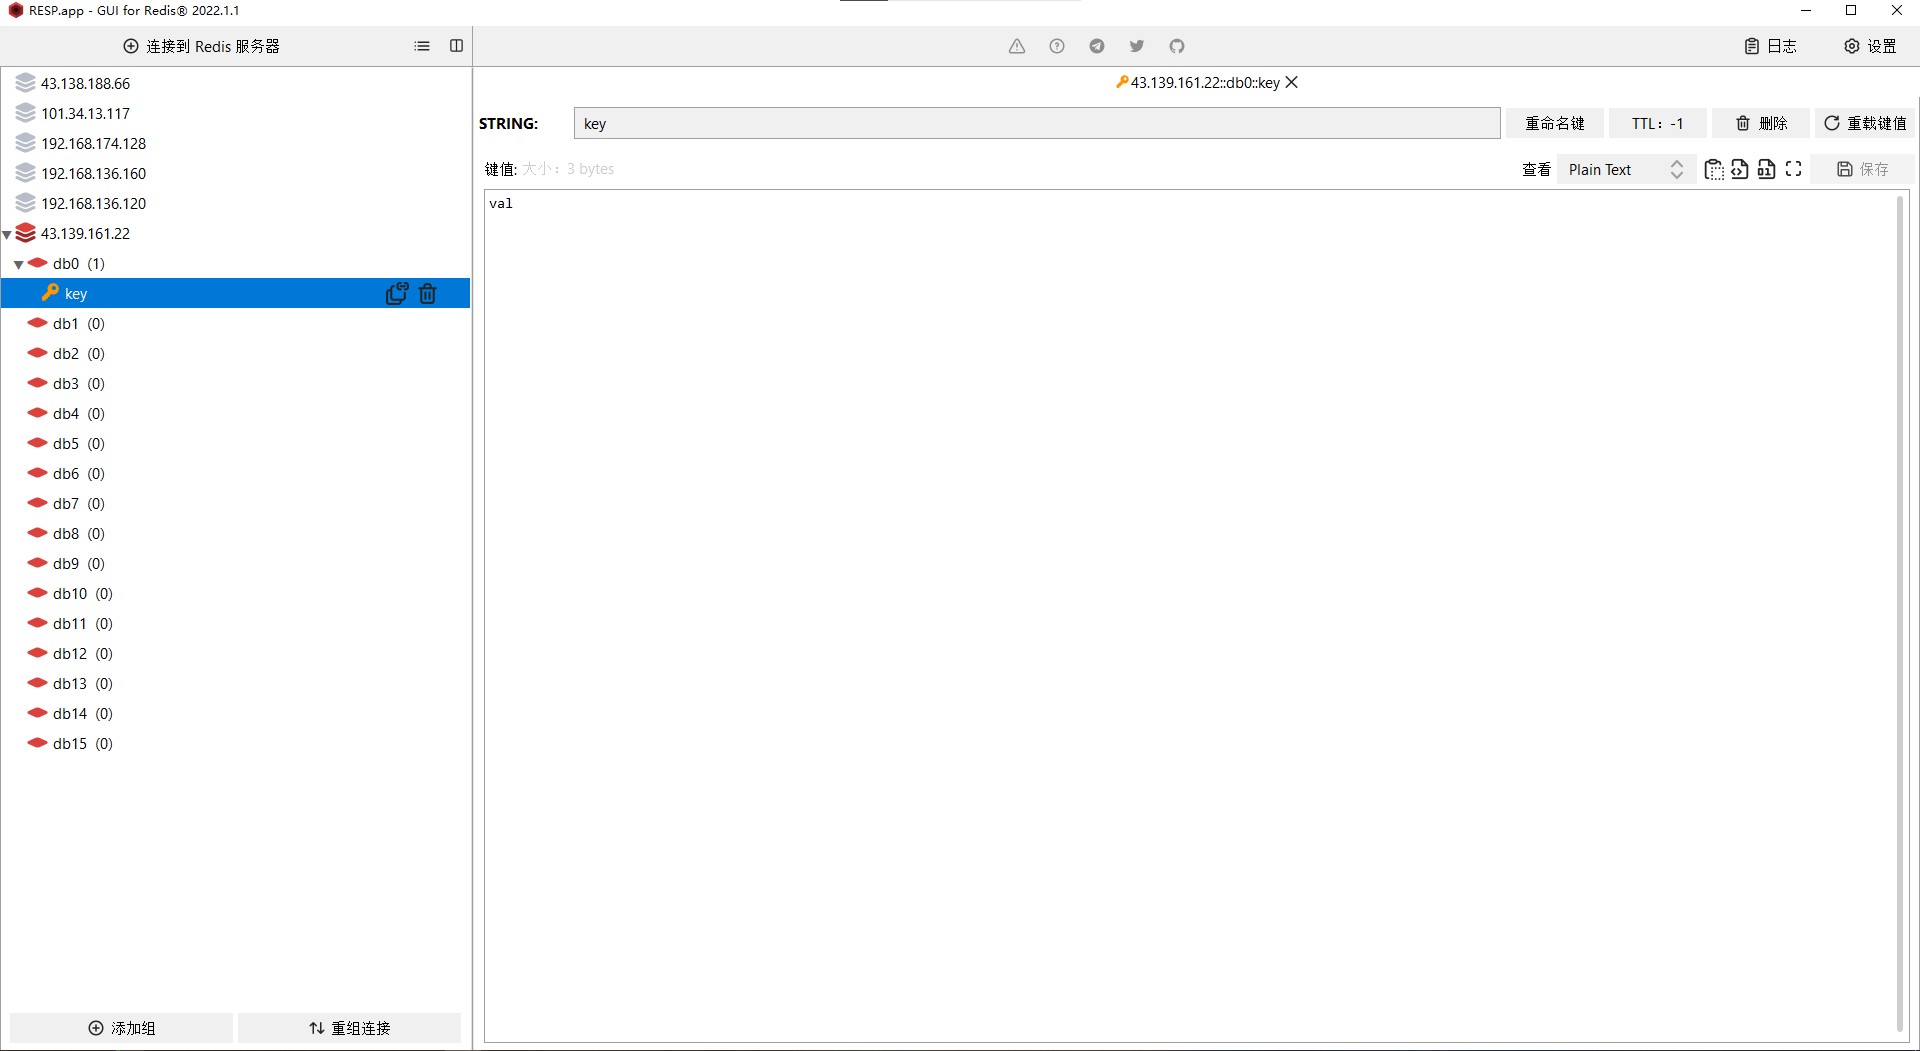 RESP.app - GUI for Redis® 2022.1.1
连接到 Redis 服务器
日志
设置
43.138.188.66
101.34.13.117
192.168.174.128
192.168.136.160
192.168.136.120
43.139.161.22
db0 (1)
key
db1 (0)
db2 (0)
db3 (0)
db4 (0)
db5 (0)
db6 (0)
db7 (0)
db8 (0)
db9 (0)
db10 (0)
db11 (0)
db12 (0)
db13 (0)
db14 (0)
db15 (0)
添加组
重组连接
43.139.161.22::db0::key
STRING: key 重命名键 TTL: -1 删除 重载键值
键值: 大小: 3 bytes 查看 Plain Text 保存
val